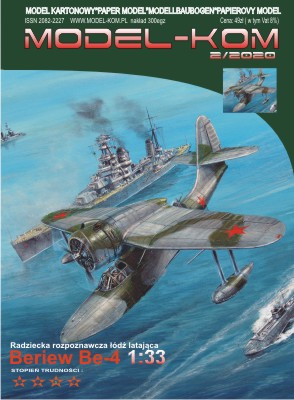 MODEL KARTONOWY"PAPER MODEL"MODELLBAUBOGEN"PAPIEROVY MODEL
ISSN 2082-2227 WWW.MODEL-KOM.PL nakład 300egz Cena: 49zł ( w tym Vat 8%)
MODEL-KOM
2/2020
Radziecka rozpoznawcza łódź latająca
Beriew Be-4 1:33
STOPIEŃ TRUDNOŚCI :